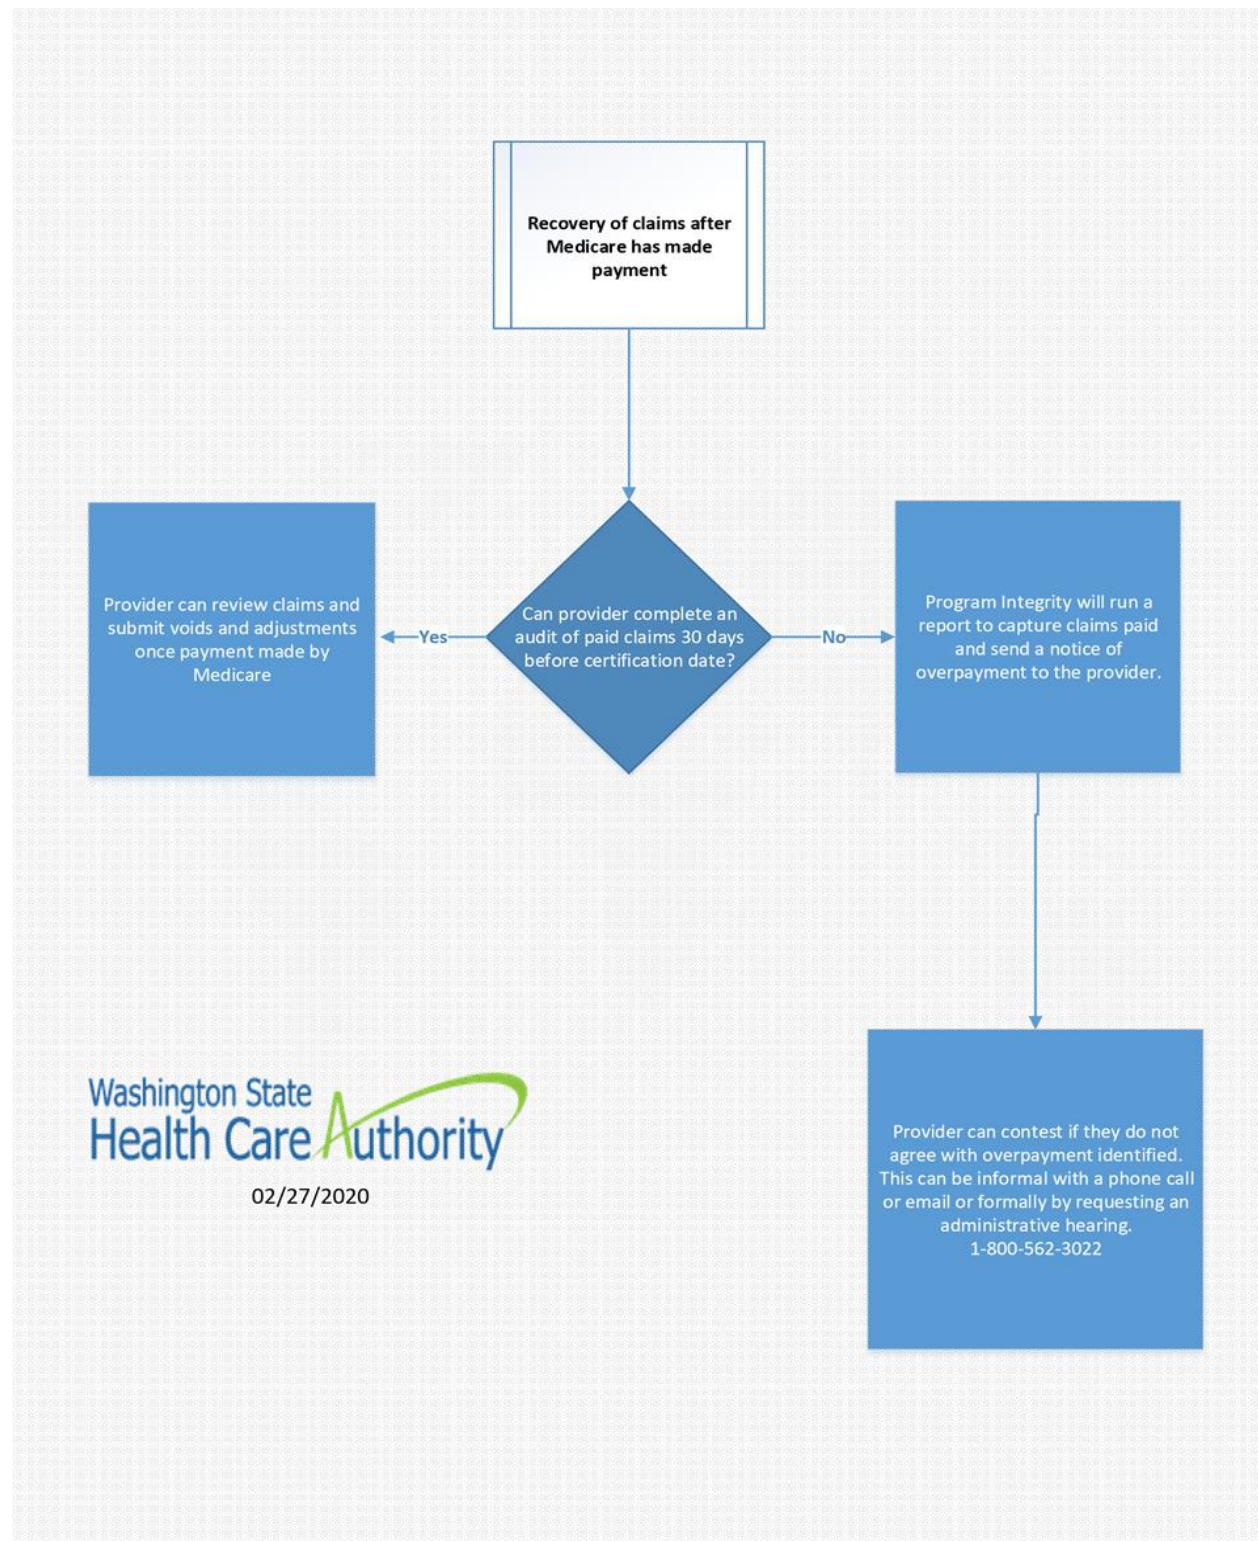 Recovery of claims after
Medicare has made
payment
Provider can review claims and
submit voids and adjustments
once payment made by
Medicare
Yes
Can provider complete an
audit of paid claims 30 days
before certification date?
No
Program Integrity will run a
report to capture claims paid
and send a notice of
overpayment to the provider.
Washington State
Health Care Authority
02/27/2020
Provider can contest if they do not
agree with overpayment identified.
This can be informal with a phone call
or email or formally by requesting an
administrative hearing.
1-800-562-3022